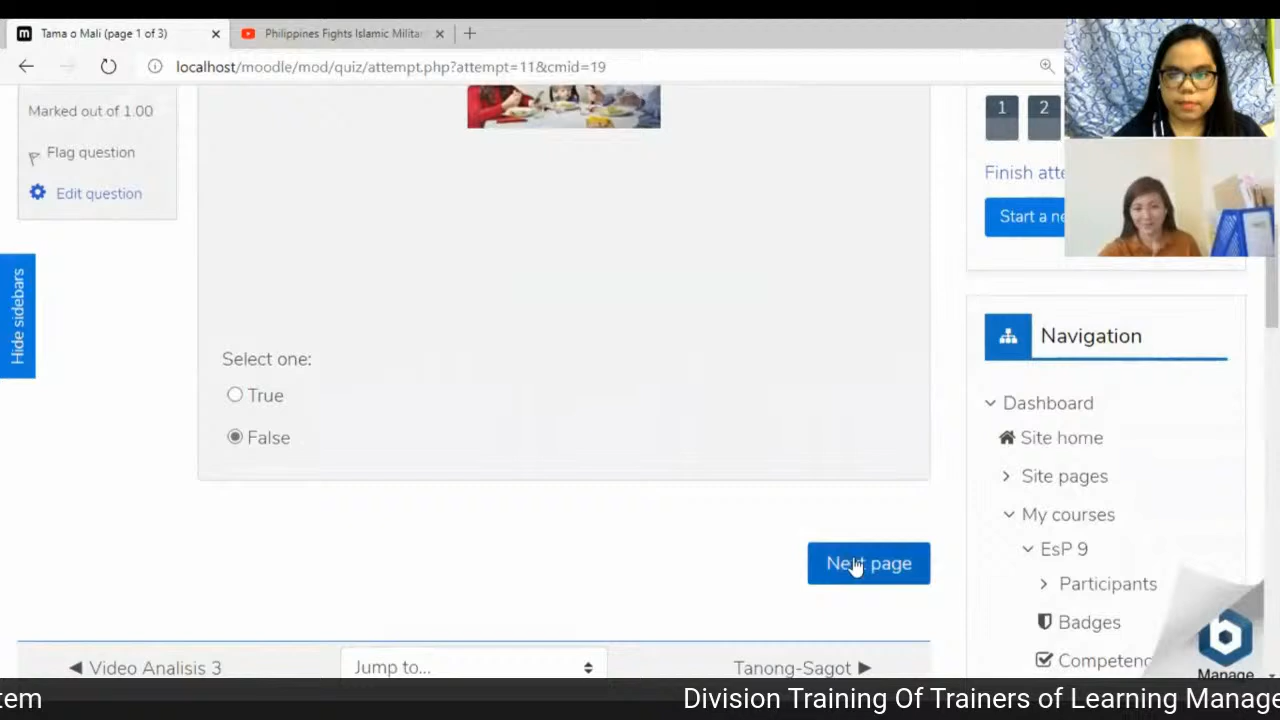 Tama o Mali (page 1 of 3)
Philippines Fights Islamic Milita
localhost/moodle/mod/quiz/attempt.php?attempt=11&cmid=19
Marked out of 1.00
Flag question
Edit question
Hide sidebars
Select one:
True
False
Next page
Video Analisis 3
Jump to...
Tanong-Sagot
1 2
Finish atte
Start a ne
Navigation
Dashboard
Site home
Site pages
My courses
EsP 9
Participants
Badges
Competenc
Manage
tem
Division Training Of Trainers of Learning Manage